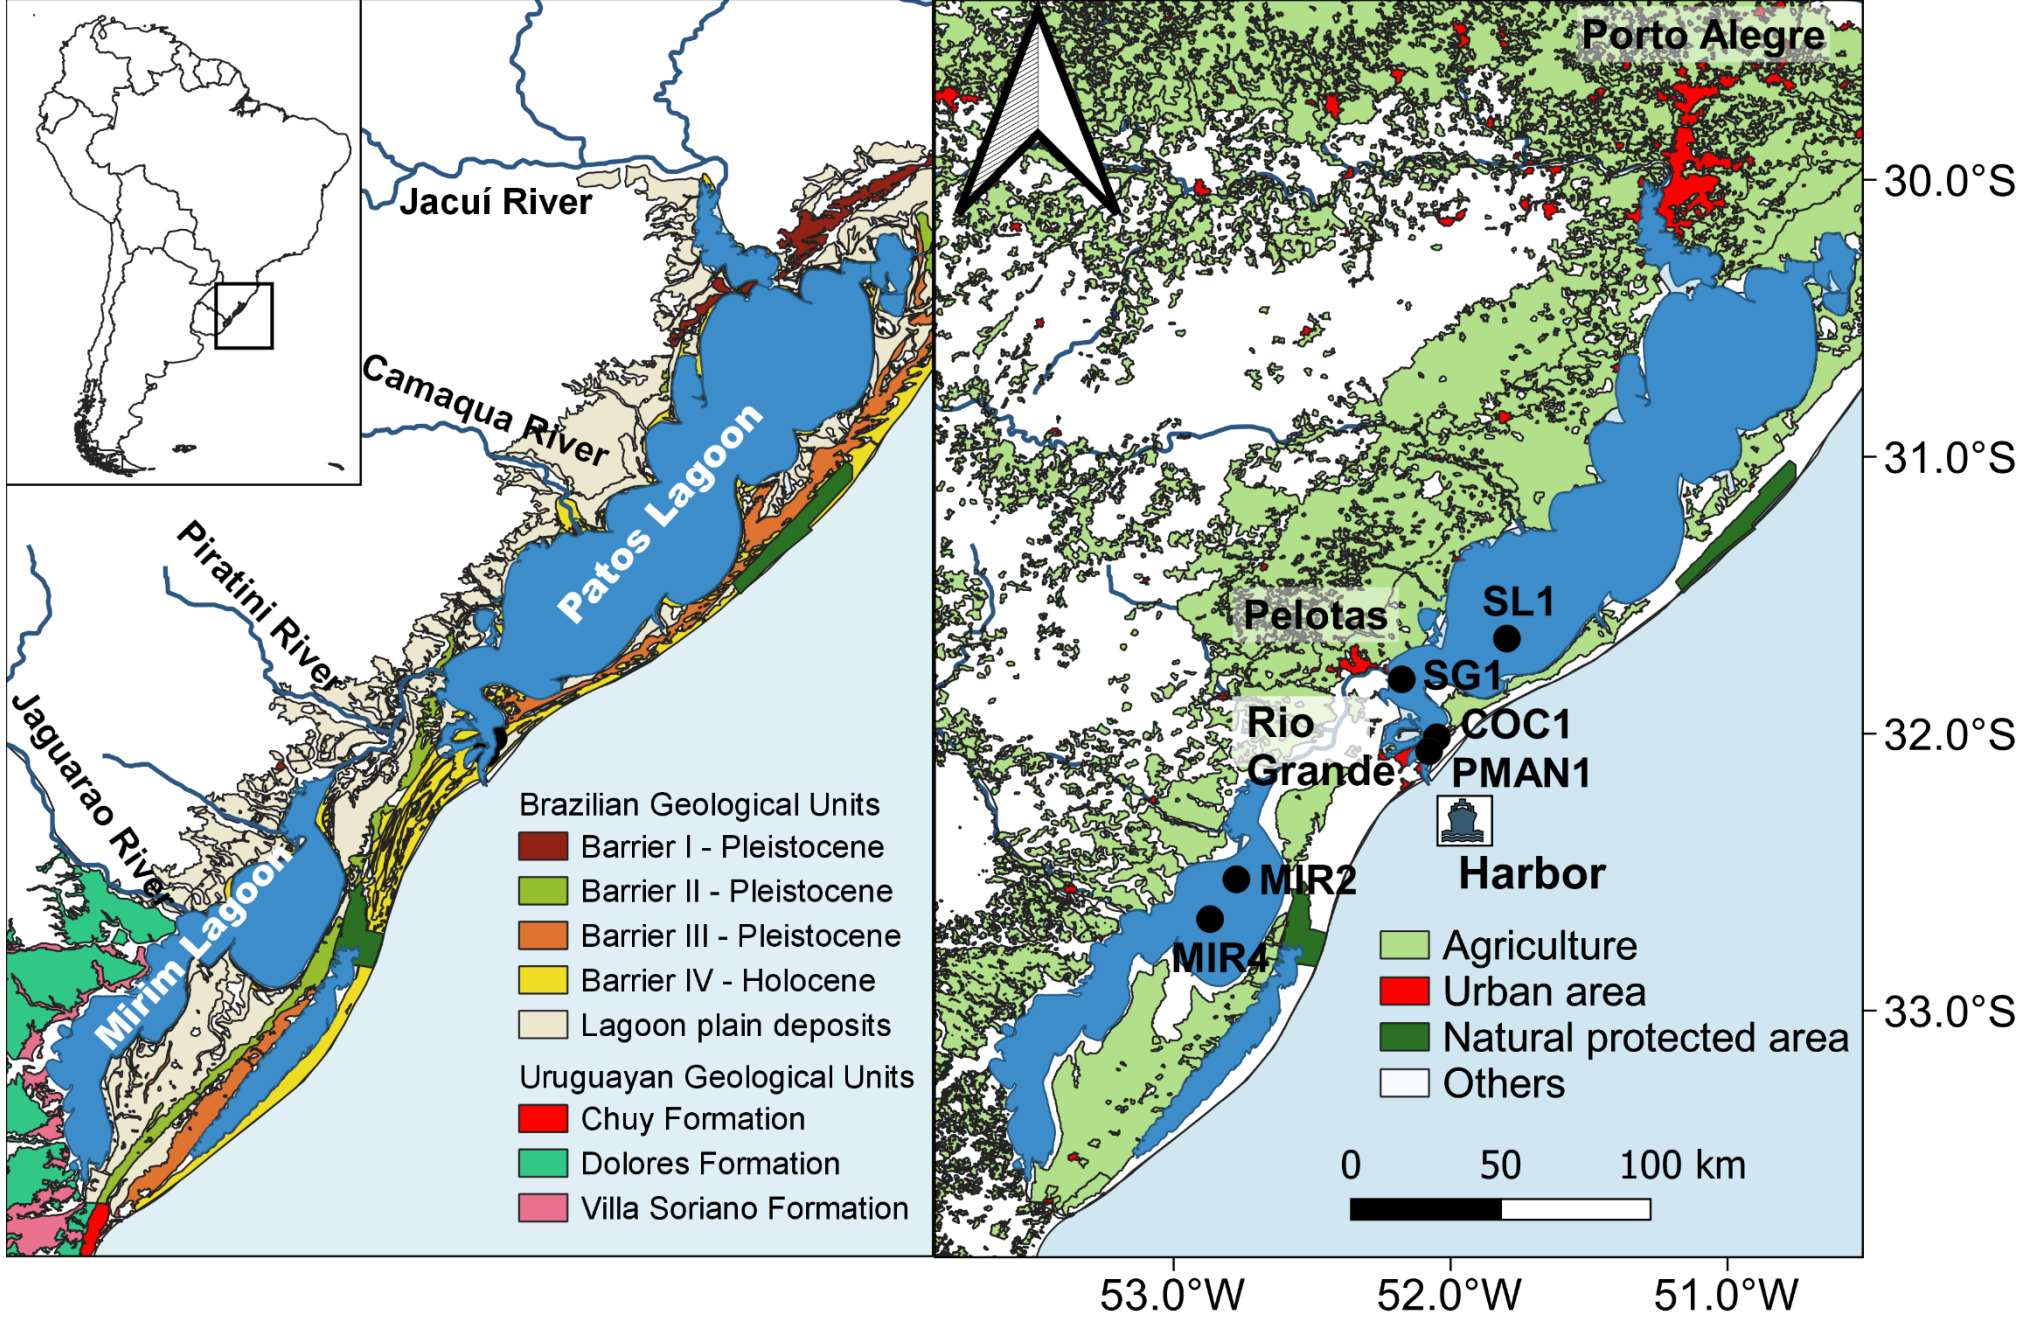 Jacuí River
Camaqua River
Piratini River
Jaguarao River
Patos Lagoon
Mirim Lagoon
Brazilian Geological Units
Barrier I - Pleistocene
Barrier II - Pleistocene
Barrier III - Pleistocene
Barrier IV - Holocene
Lagoon plain deposits
Uruguayan Geological Units
Chuy Formation
Dolores Formation
Villa Soriano Formation
Porto Alegre
Pelotas
SL1
SG1
Rio
Grande
COC1
PMAN1
Harbor
MIR2
MIR4
Agriculture
Urban area
Natural protected area
Others
0 50 100 km
30.0°S
31.0°S
32.0°S
33.0°S
53.0°W 52.0°W 51.0°W